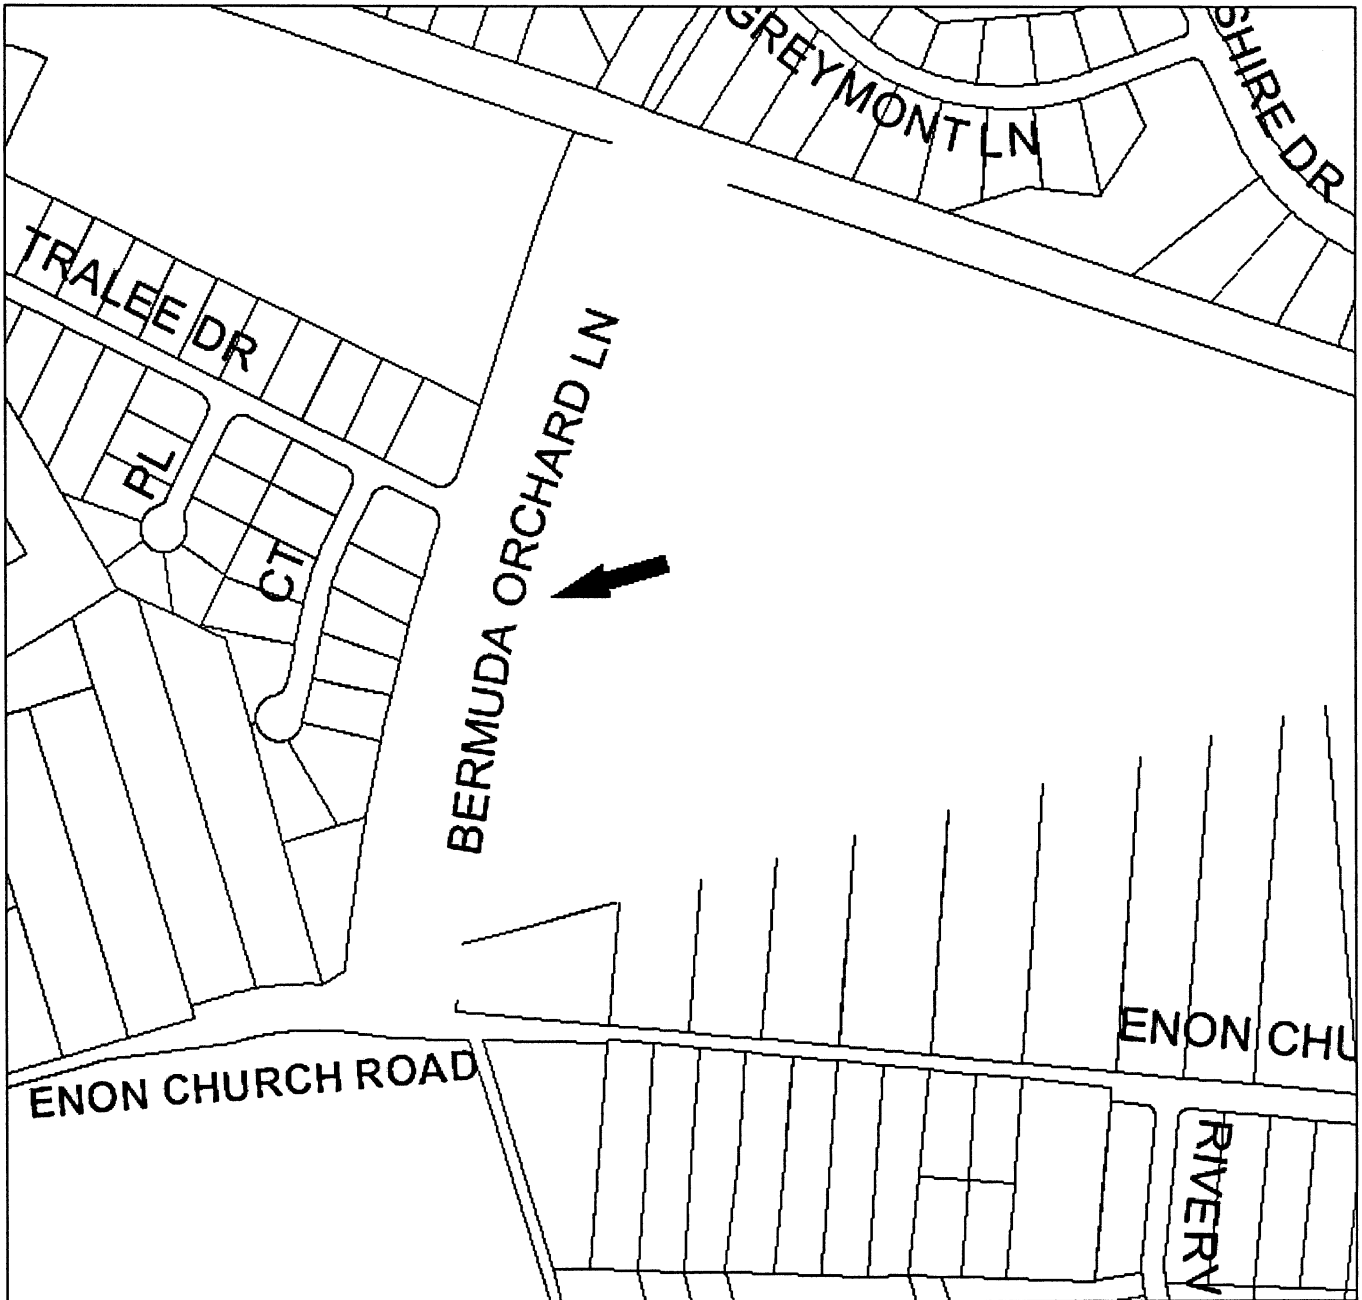 GREYMONT LN
SHIRE DR
TRALEE DR
BERMUDA ORCHARD LN
PL
CT
ENON CHU
ENON CHURCH ROAD
RIVERV